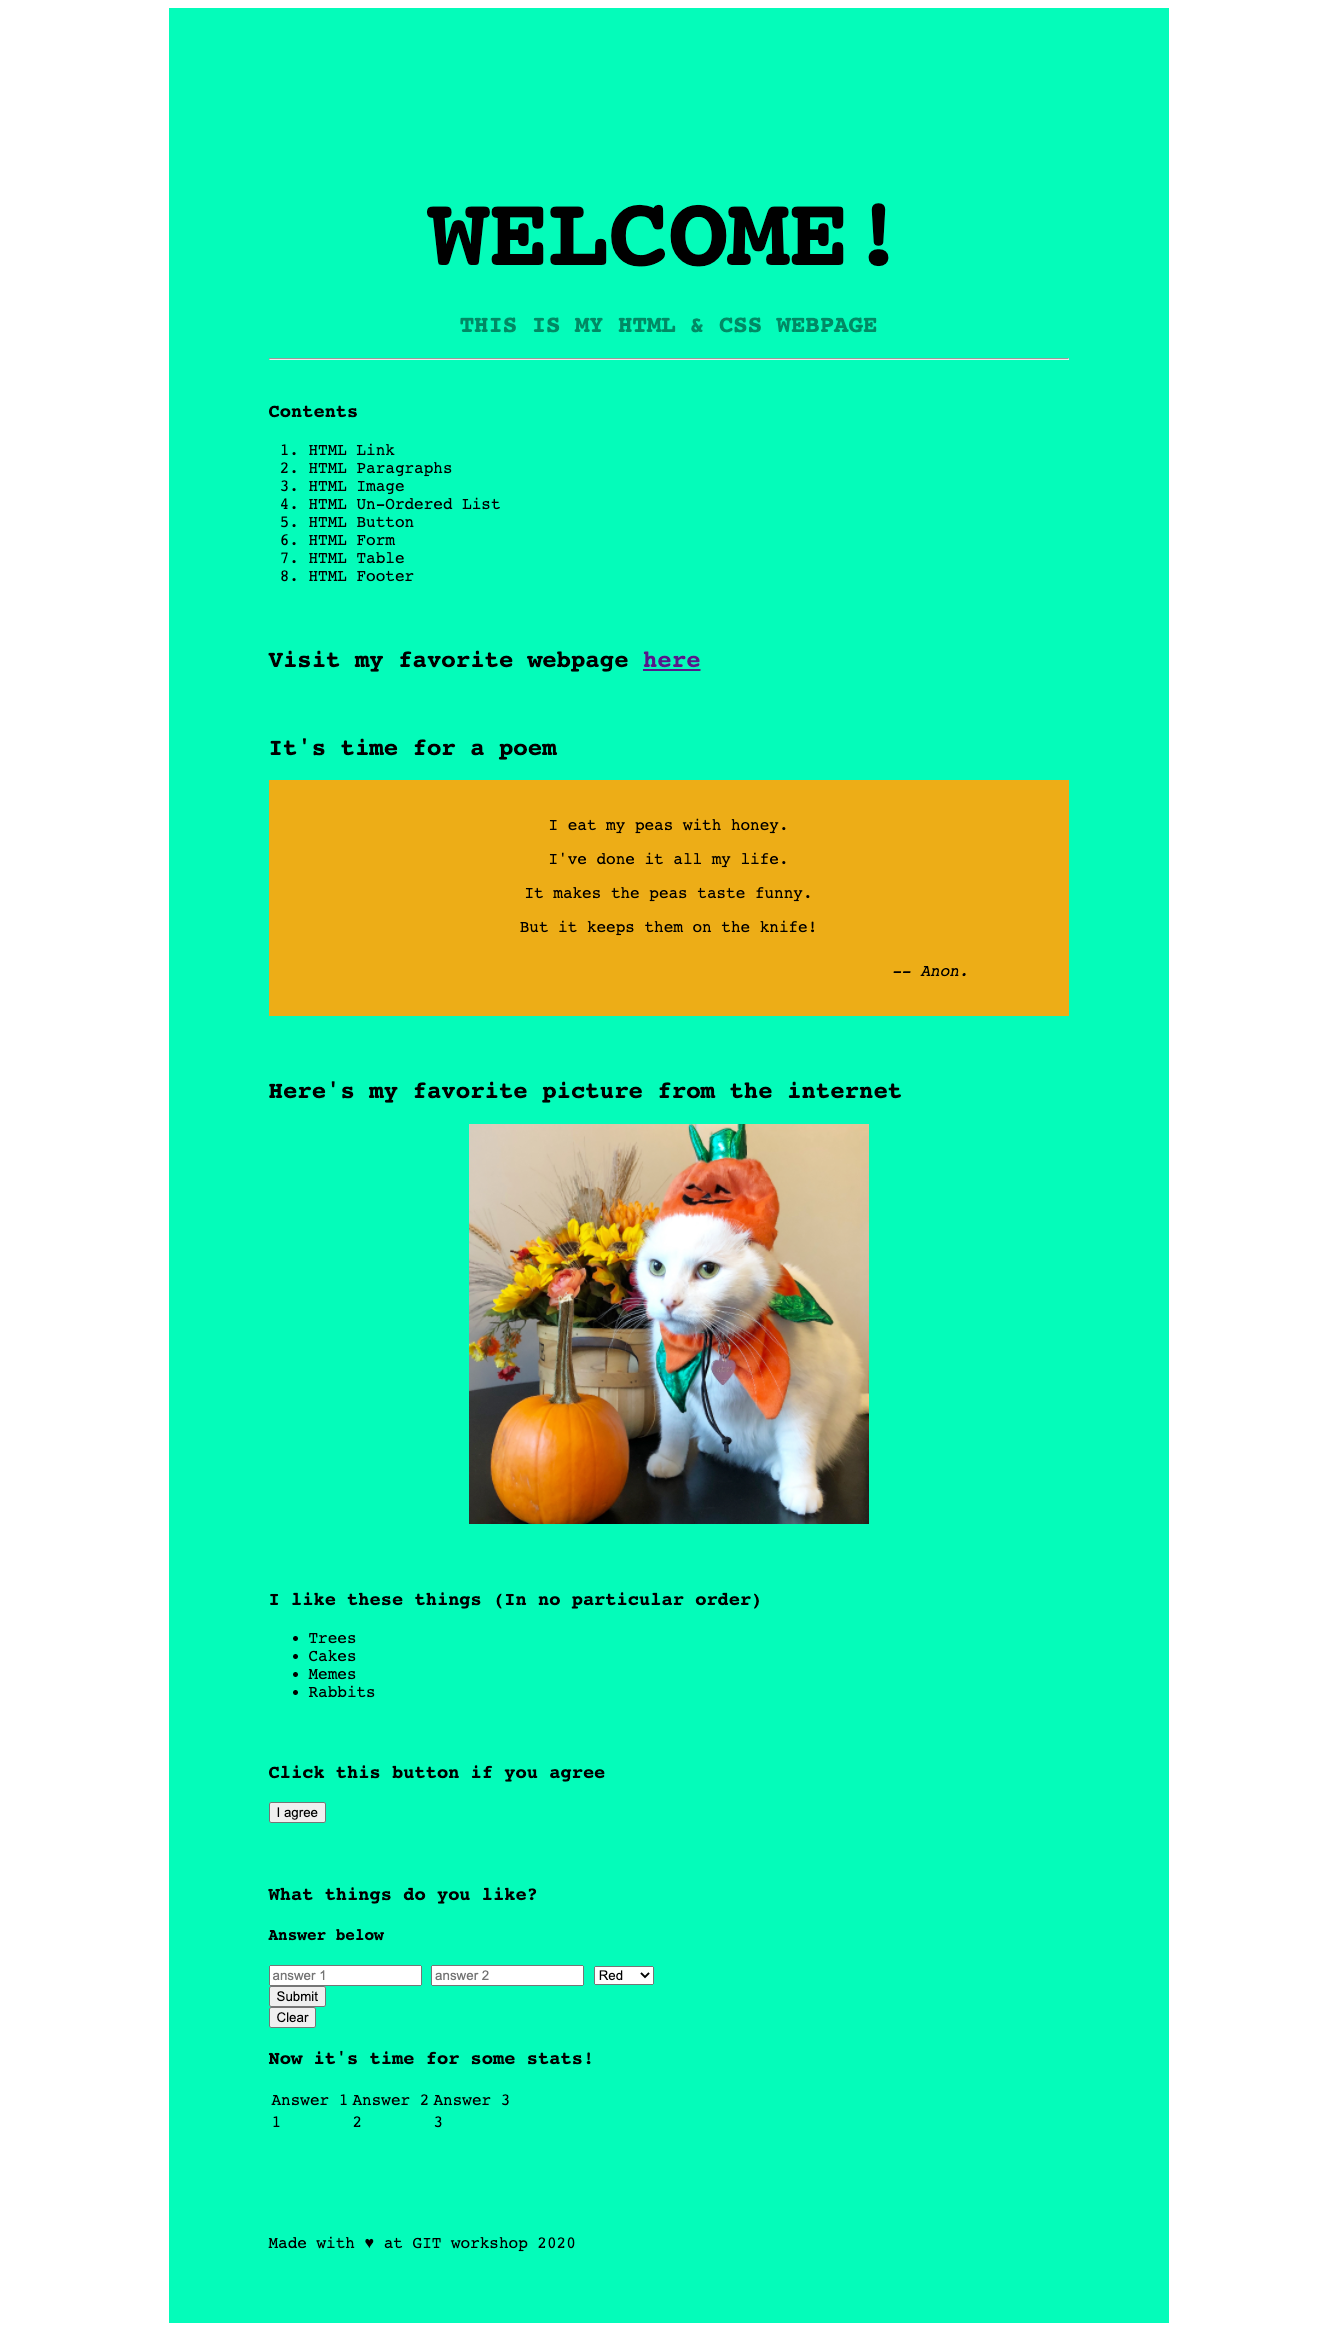 WELCOME!
THIS IS MY HTML & CSS WEBPAGE
Contents
1. HTML Link
2. HTML Paragraphs
3. HTML Image
4. HTML Un-Ordered List
5. HTML Button
6. HTML Form
7. HTML Table
8. HTML Footer
Visit my favorite webpage here
It's time for a poem
I eat my peas with honey.
I've done it all my life.
It makes the peas taste funny.
But it keeps them on the knife!
-- Anon.
Here's my favorite picture from the internet
I like these things (In no particular order)
• Trees
• Cakes
• Memes
• Rabbits
Click this button if you agree
I agree
What things do you like?
Answer below
answer 1 answer 2 Red
Submit
Clear
Now it's time for some stats!
Answer 1 Answer 2 Answer 3
1 2 3
Made with ♥ at GIT workshop 2020